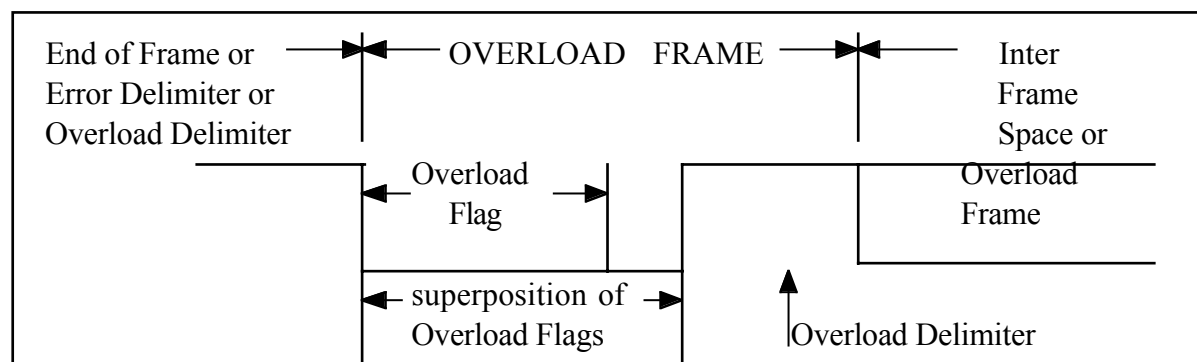 End of Frame or
Error Delimiter or
Overload Delimiter
OVERLOAD FRAME
Inter
Frame
Space or
Overload
Frame
Overload
Flag
superposition of
Overload Flags
Overload Delimiter